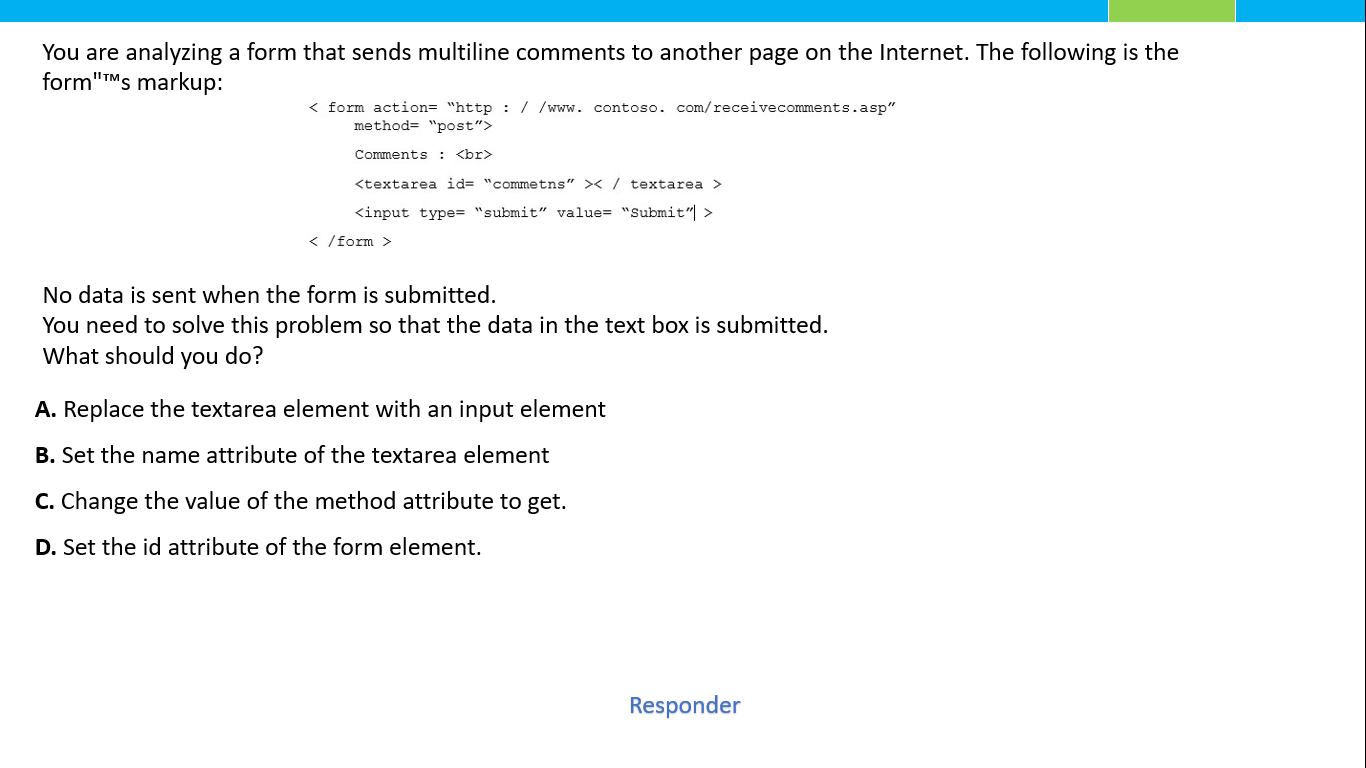 You are analyzing a form that sends multiline comments to another page on the Internet. The following is the
form"™s markup:
< form action= “http : / /www. contoso. com/receivecomments.asp”
method= “post”>
Comments : <br>
<textarea id= “commetns” >< / textarea >
<input type= “submit” value= “Submit” >
< /form >
No data is sent when the form is submitted.
You need to solve this problem so that the data in the text box is submitted.
What should you do?
A. Replace the textarea element with an input element
B. Set the name attribute of the textarea element
C. Change the value of the method attribute to get.
D. Set the id attribute of the form element.
Responder